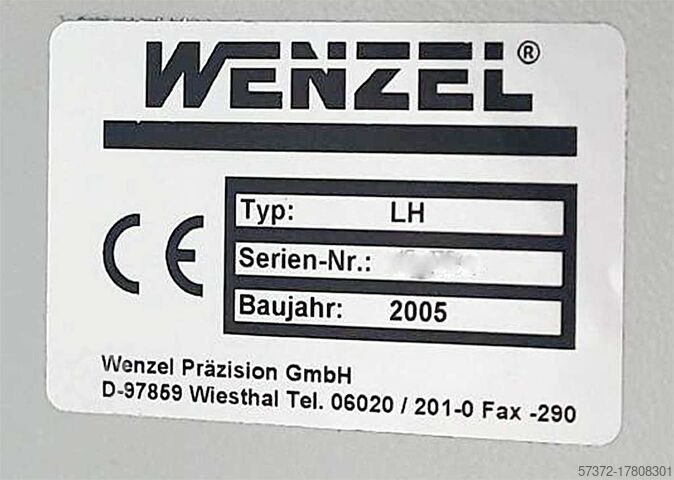 WENZEL®
CE
Typ: LH
Serien-Nr.:
Baujahr: 2005
Wenzel Präzision GmbH
D-97859 Wiesthal Tel. 06020 / 201-0 Fax -290
57372-17808301